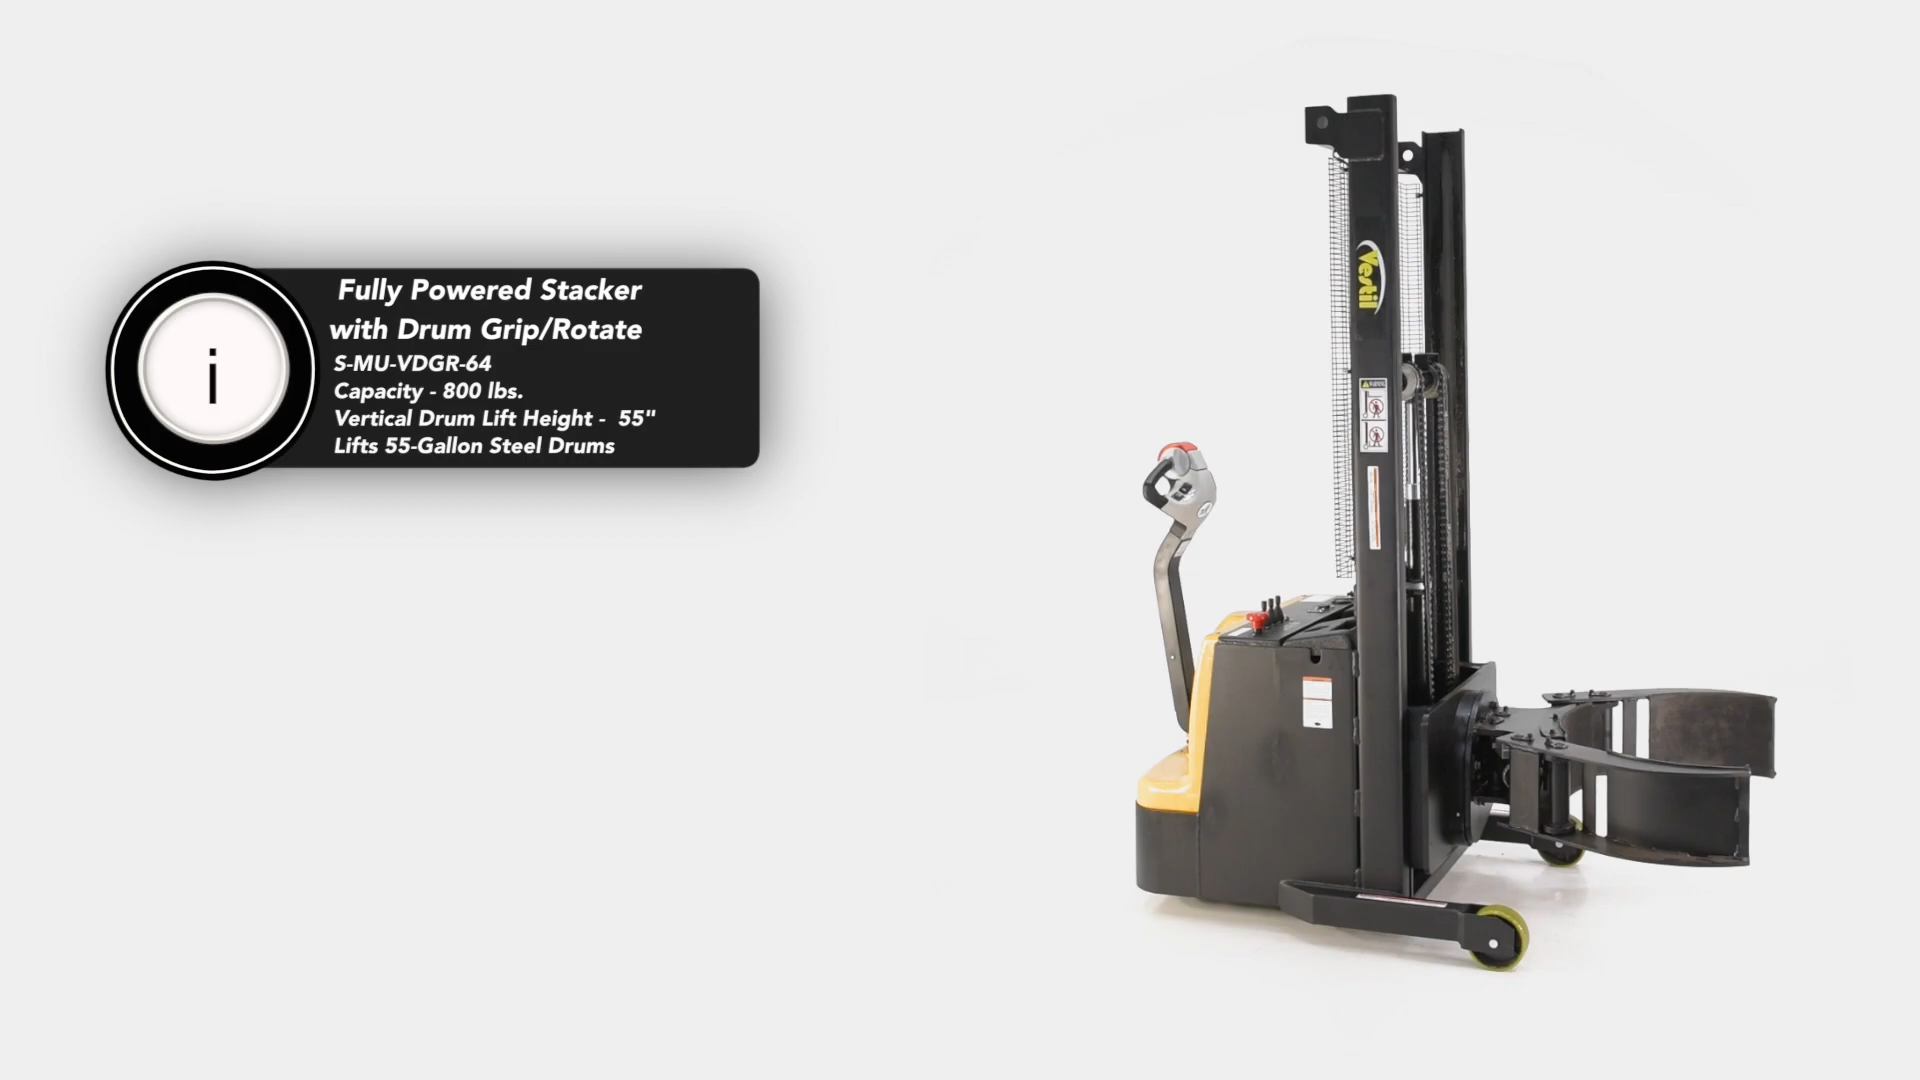 Fully Powered Stacker
with Drum Grip/Rotate
S-MU-VDGR-64
Capacity - 800 lbs.
Vertical Drum Lift Height - 55"
Lifts 55-Gallon Steel Drums
i
Vestil